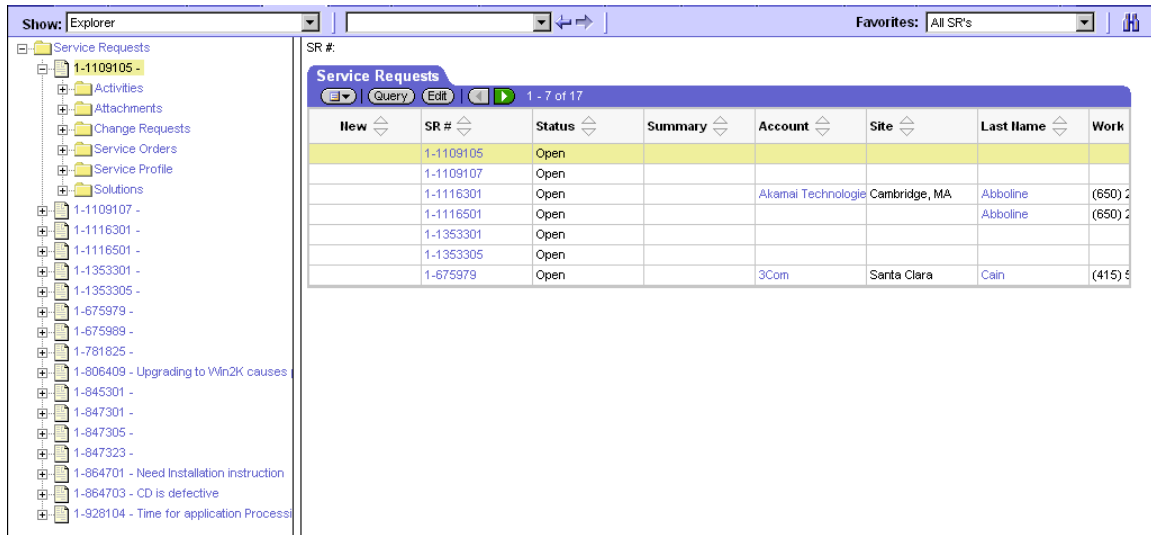 Show: Explorer Favorites: All SR's
Service Requests
1-1109105 -
Activities
Attachments
Change Requests
Service Orders
Service Profile
Solutions
1-1109107 -
1-1116301 -
1-1116501 -
1-1353301 -
1-1353305 -
1-675979 -
1-675989 -
1-781825 -
1-806409 - Upgrading to Win2K causes
1-845301 -
1-847301 -
1-847305 -
1-847323 -
1-864701 - Need Installation instruction
1-864703 - CD is defective
1-928104 - Time for application Processi
SR #:
Service Requests
Query Edit 1 - 7 of 17
New SR # Status Summary Account Site Last Name Work
1-1109105 Open
1-1109107 Open
1-1116301 Open Akamai Technologie Cambridge, MA Abboline (650) 2
1-1116501 Open Abboline (650) 2
1-1353301 Open
1-1353305 Open
1-675979 Open 3Com Santa Clara Cain (415) 5